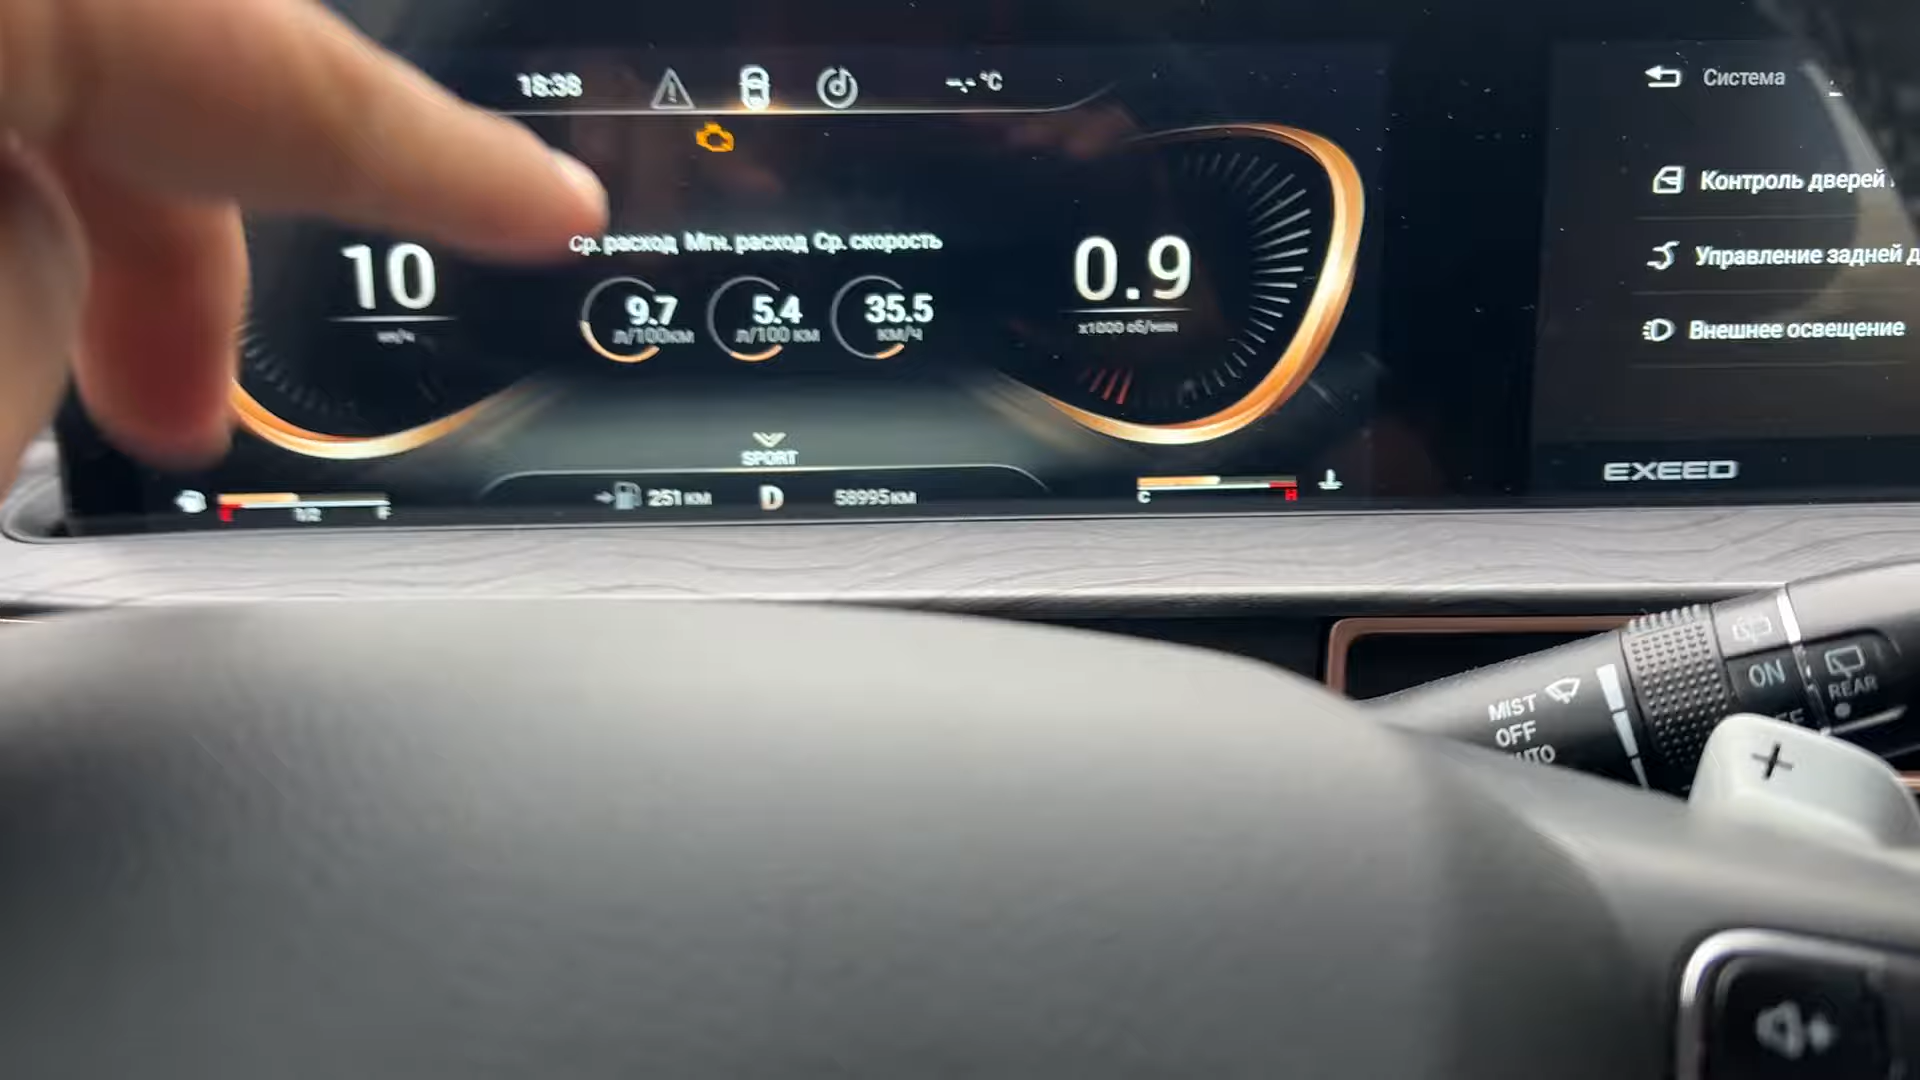 18:38
--.- °C
Система
Контроль дверей
Управление задней д
Внешнее освещение
Ср. расход Мгн. расход Ср. скорость
10
км/ч
9.7
л/100км
5.4
л/100 км
35.5
км/ч
0.9
x1000 об/мин
SPORT
E 1/2 F
251 км
D
58995 км
C H
EXEED
MIST
OFF
AUTO
ON
REAR
+